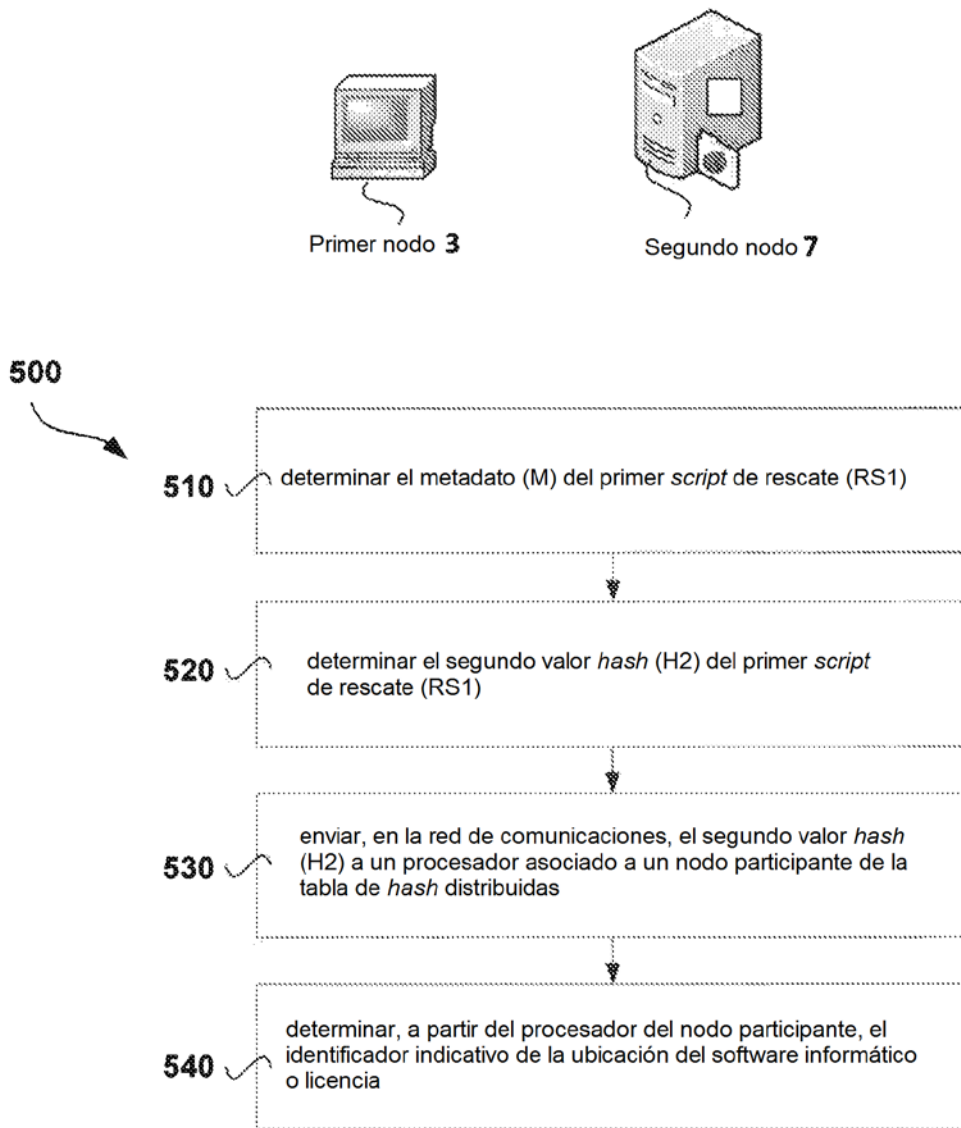 Primer nodo 3
Segundo nodo 7
500
510
determinar el metadato (M) del primer script de rescate (RS1)
520
determinar el segundo valor hash (H2) del primer script
de rescate (RS1)
530
enviar, en la red de comunicaciones, el segundo valor hash
(H2) a un procesador asociado a un nodo participante de la
tabla de hash distribuidas
540
determinar, a partir del procesador del nodo participante, el
identificador indicativo de la ubicación del software informático
o licencia